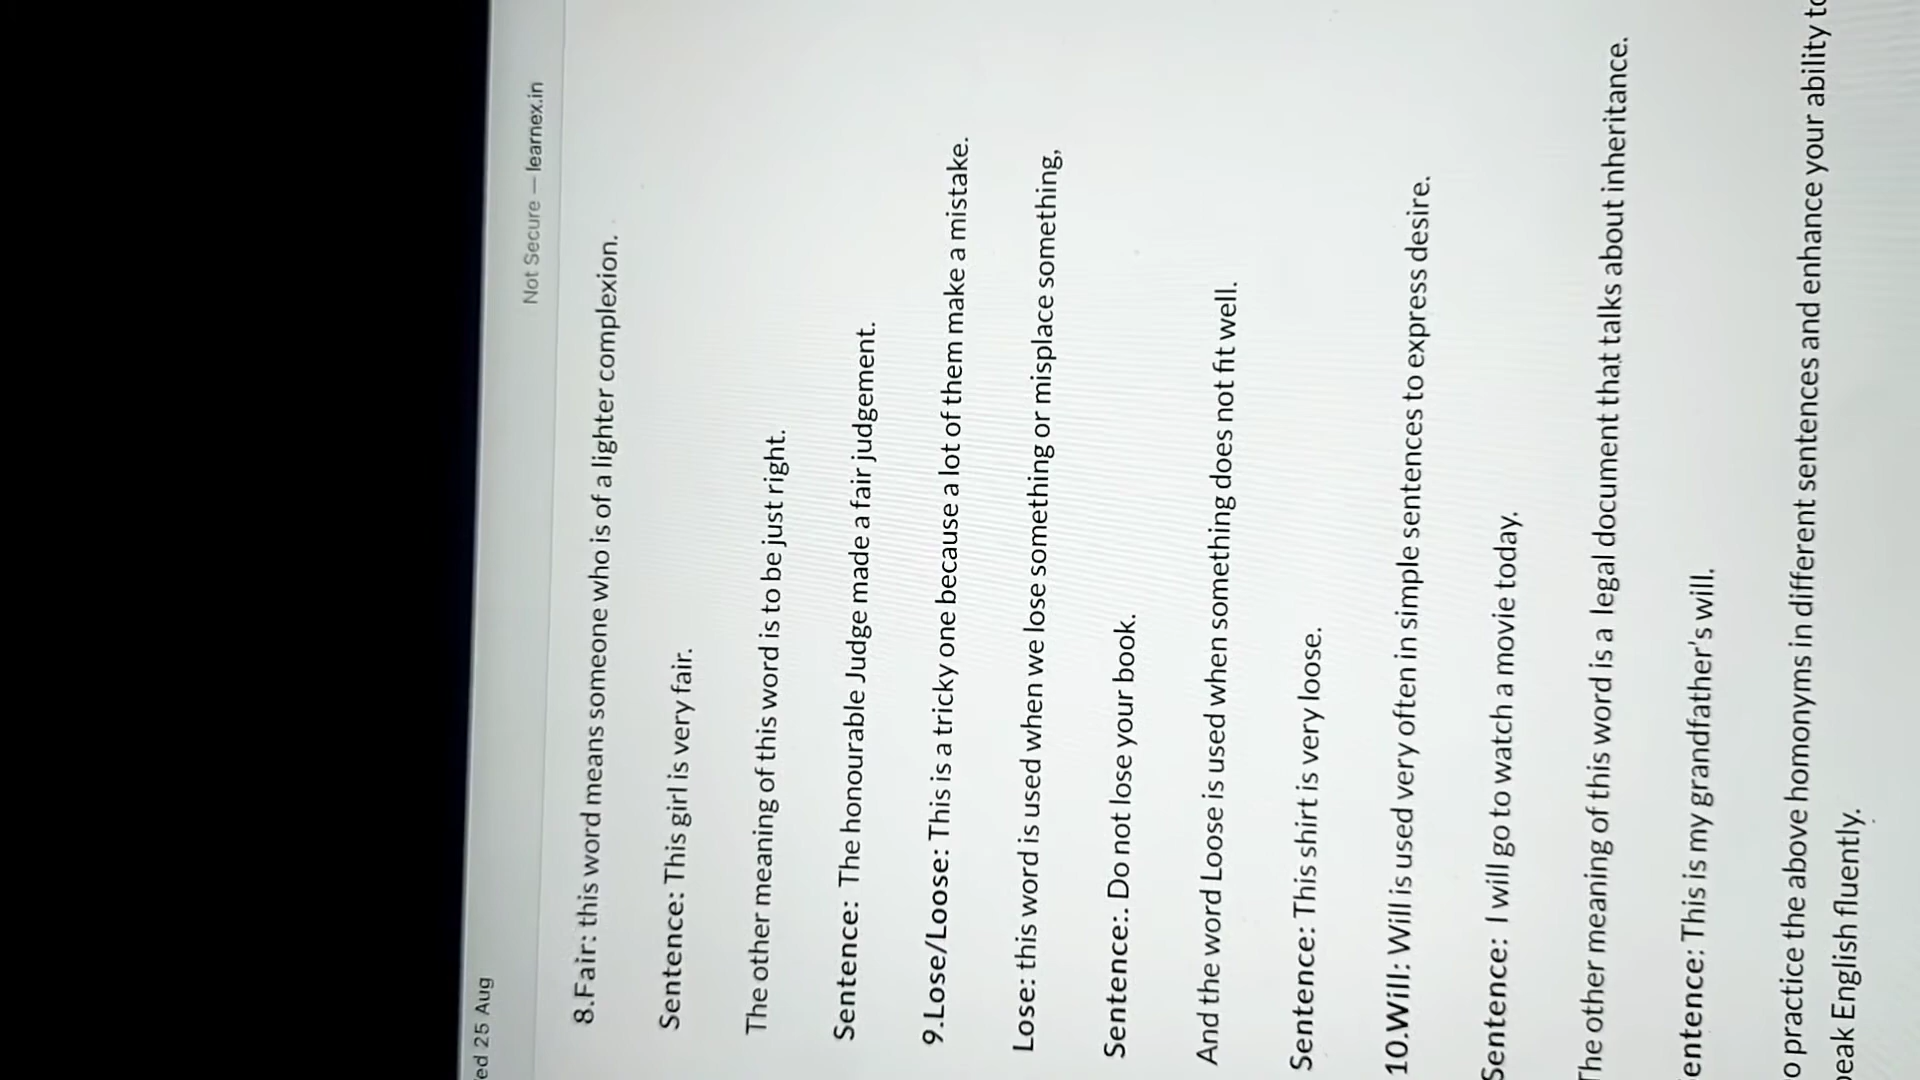 ed 25 Aug
Not Secure — learnex.in
8.Fair: this word means someone who is of a lighter complexion.
Sentence: This girl is very fair.
The other meaning of this word is to be just right.
Sentence: The honourable Judge made a fair judgement.
9.Lose/Loose: This is a tricky one because a lot of them make a mistake.
Lose: this word is used when we lose something or misplace something,
Sentence:. Do not lose your book.
And the word Loose is used when something does not fit well.
Sentence: This shirt is very loose.
10.Will: Will is used very often in simple sentences to express desire.
Sentence: I will go to watch a movie today.
The other meaning of this word is a legal document that talks about inheritance.
entence: This is my grandfather's will.
o practice the above homonyms in different sentences and enhance your ability to
peak English fluently.